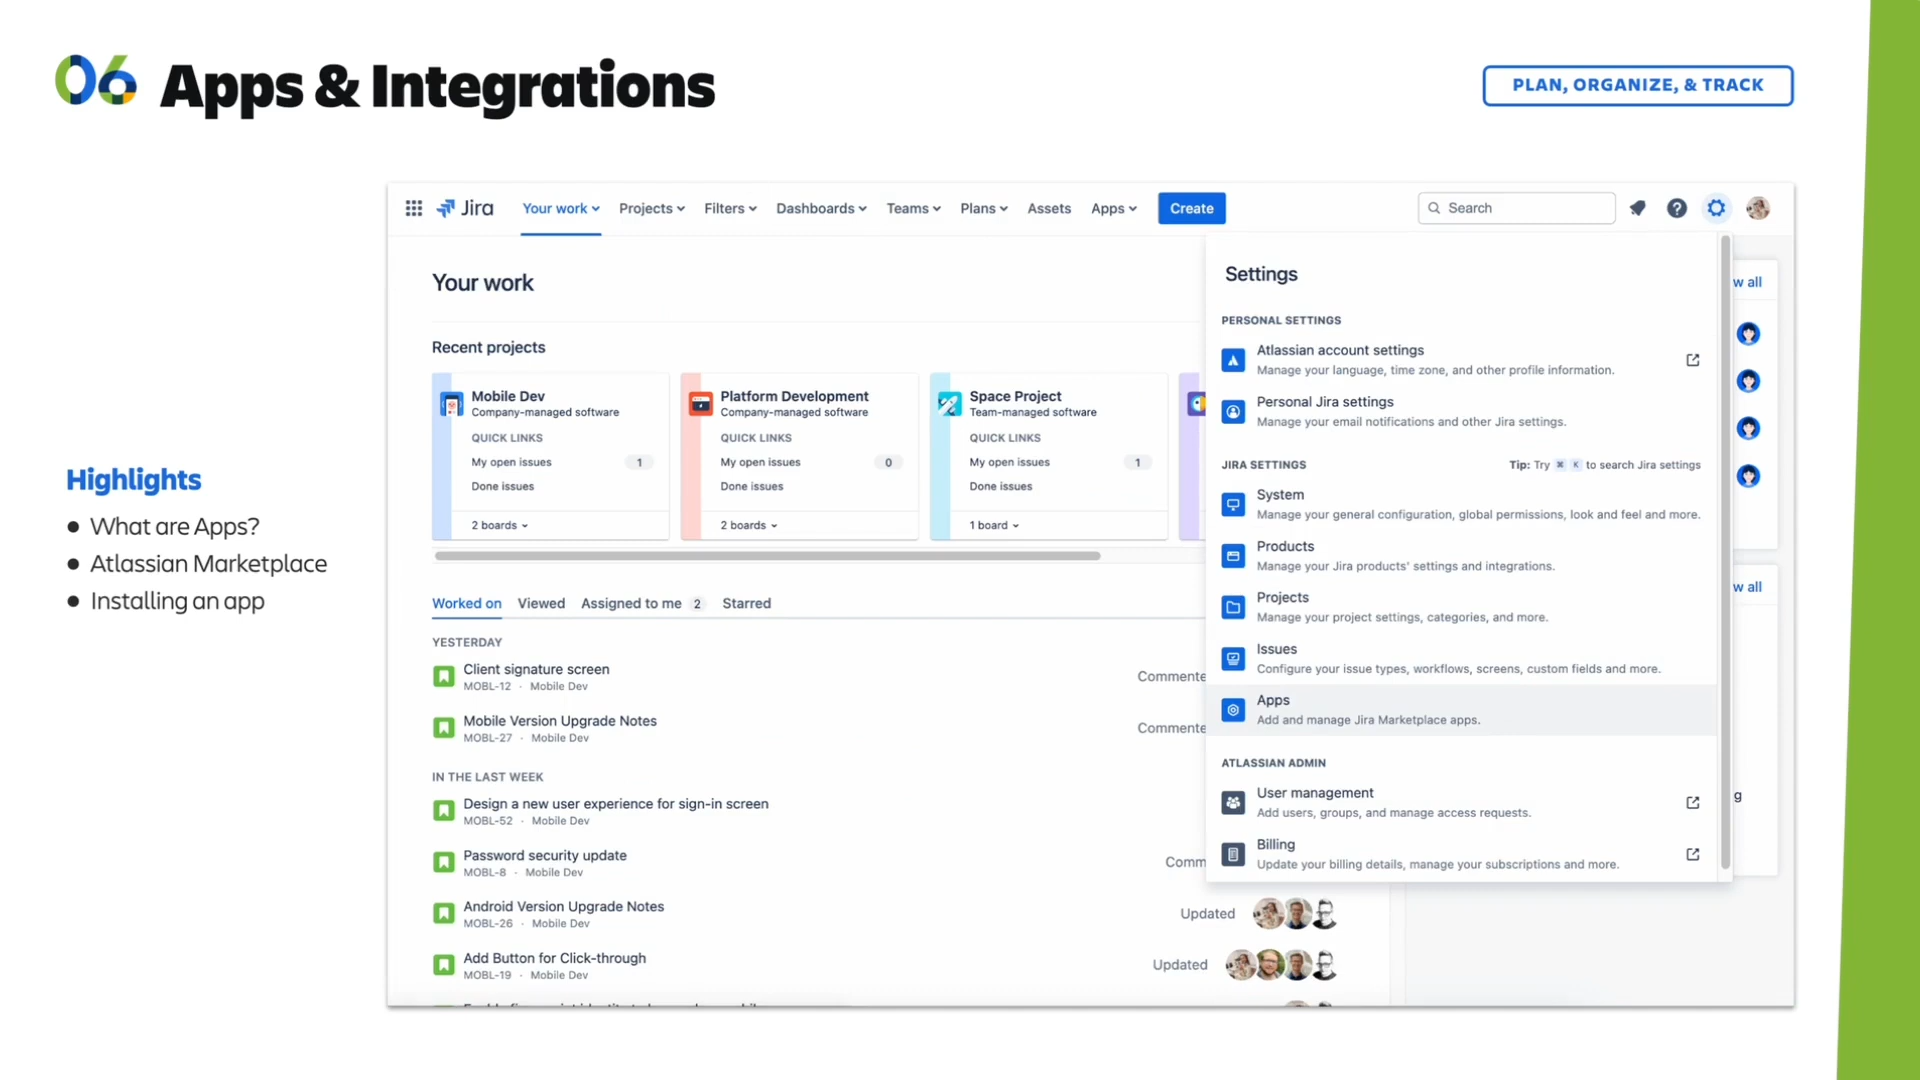 06 Apps & Integrations
PLAN, ORGANIZE, & TRACK
Highlights
What are Apps?
Atlassian Marketplace
Installing an app
Jira
Your work
Projects
Filters
Dashboards
Teams
Plans
Assets
Apps
Create
Search
Your work
Recent projects
Mobile Dev
Company-managed software
QUICK LINKS
My open issues 1
Done issues
2 boards
Platform Development
Company-managed software
QUICK LINKS
My open issues 0
Done issues
2 boards
Space Project
Team-managed software
QUICK LINKS
My open issues 1
Done issues
1 board
Worked on
Viewed
Assigned to me 2
Starred
YESTERDAY
Client signature screen
MOBL-12 · Mobile Dev
Commente
Mobile Version Upgrade Notes
MOBL-27 · Mobile Dev
Commente
IN THE LAST WEEK
Design a new user experience for sign-in screen
MOBL-52 · Mobile Dev
Password security update
MOBL-8 · Mobile Dev
Comm
Android Version Upgrade Notes
MOBL-26 · Mobile Dev
Updated
Add Button for Click-through
MOBL-19 · Mobile Dev
Updated
Settings
PERSONAL SETTINGS
Atlassian account settings
Manage your language, time zone, and other profile information.
Personal Jira settings
Manage your email notifications and other Jira settings.
JIRA SETTINGS
Tip: Try ⌘ K to search Jira settings
System
Manage your general configuration, global permissions, look and feel and more.
Products
Manage your Jira products' settings and integrations.
Projects
Manage your project settings, categories, and more.
Issues
Configure your issue types, workflows, screens, custom fields and more.
Apps
Add and manage Jira Marketplace apps.
ATLASSIAN ADMIN
User management
Add users, groups, and manage access requests.
Billing
Update your billing details, manage your subscriptions and more.
w all
w all
g